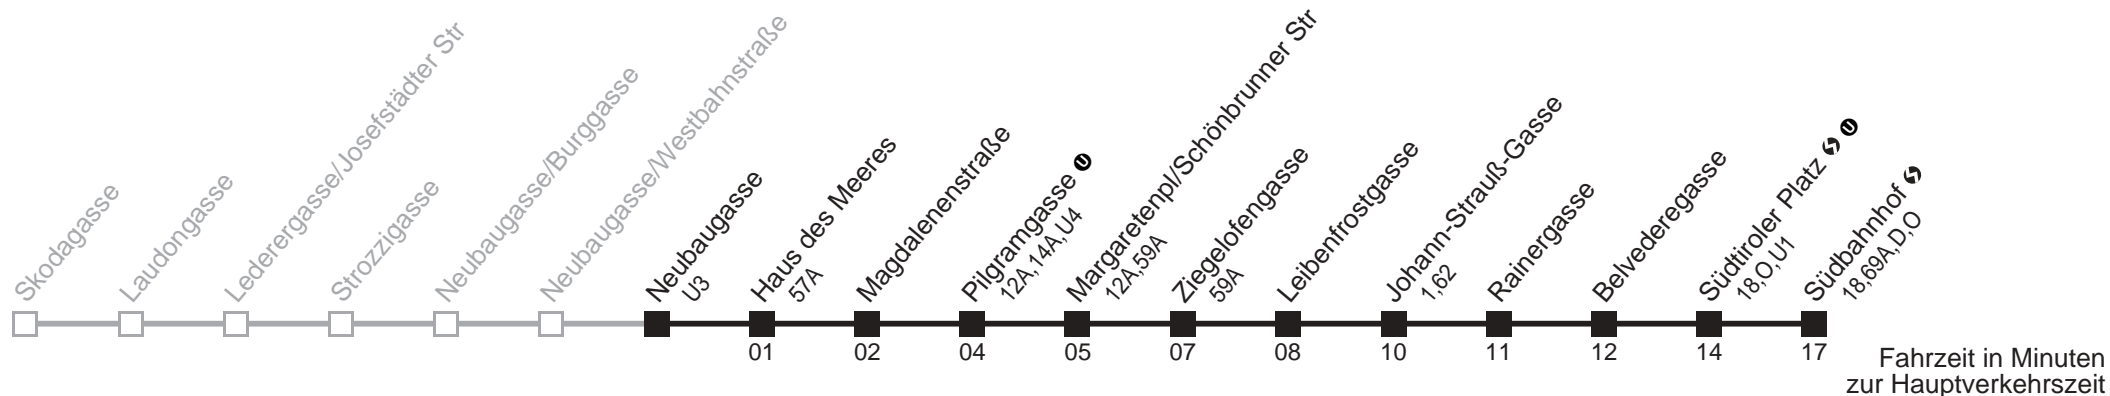 Skodagasse
Laudongasse
Lederergasse/Josefstädter Str
Strozzigasse
Neubaugasse/Burggasse
Neubaugasse/Westbahnstraße
Neubaugasse
U3
Haus des Meeres
57A
Magdalenenstraße
Pilgramgasse U
12A,14A,U4
Margaretenpl/Schönbrunner Str
12A,59A
Ziegelofengasse
59A
Leibenfrostgasse
Johann-Strauß-Gasse
1,62
Rainergasse
Belvederegasse
Südtiroler Platz S U
18,O,U1
Südbahnhof S
18,69A,D,O
01 02 04 05 07 08 10 11 12 14 17
Fahrzeit in Minuten
zur Hauptverkehrszeit